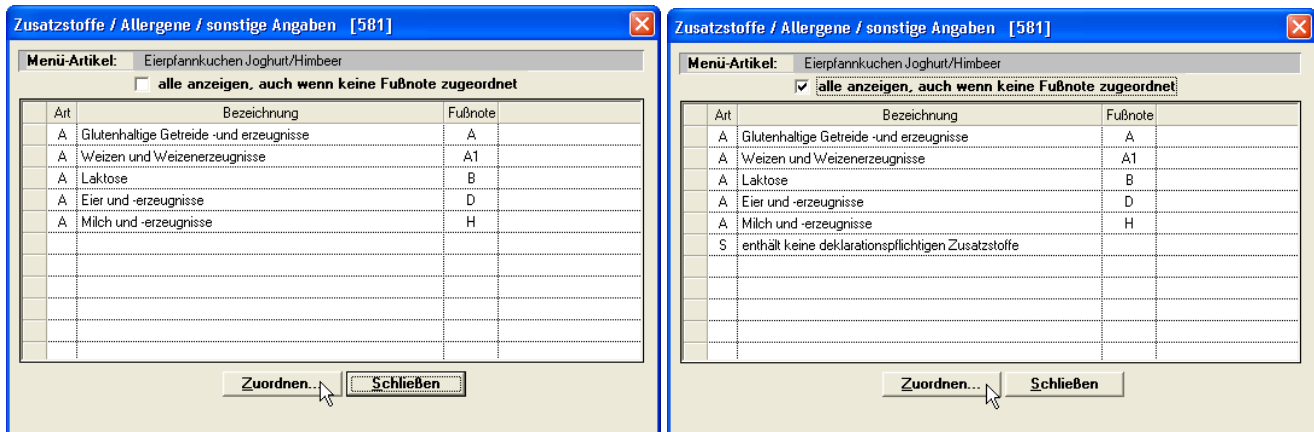 Zusatzstoffe / Allergene / sonstige Angaben [581]
Menü-Artikel: Eierpfannkuchen Joghurt/Himbeer
alle anzeigen, auch wenn keine Fußnote zugeordnet
Art Bezeichnung Fußnote
A Glutenhaltige Getreide -und erzeugnisse A
A Weizen und Weizenerzeugnisse A1
A Laktose B
A Eier und -erzeugnisse D
A Milch und -erzeugnisse H
Zuordnen... Schließen
Zusatzstoffe / Allergene / sonstige Angaben [581]
Menü-Artikel: Eierpfannkuchen Joghurt/Himbeer
alle anzeigen, auch wenn keine Fußnote zugeordnet
Art Bezeichnung Fußnote
A Glutenhaltige Getreide -und erzeugnisse A
A Weizen und Weizenerzeugnisse A1
A Laktose B
A Eier und -erzeugnisse D
A Milch und -erzeugnisse H
S enthält keine deklarationspflichtigen Zusatzstoffe
Zuordnen... Schließen